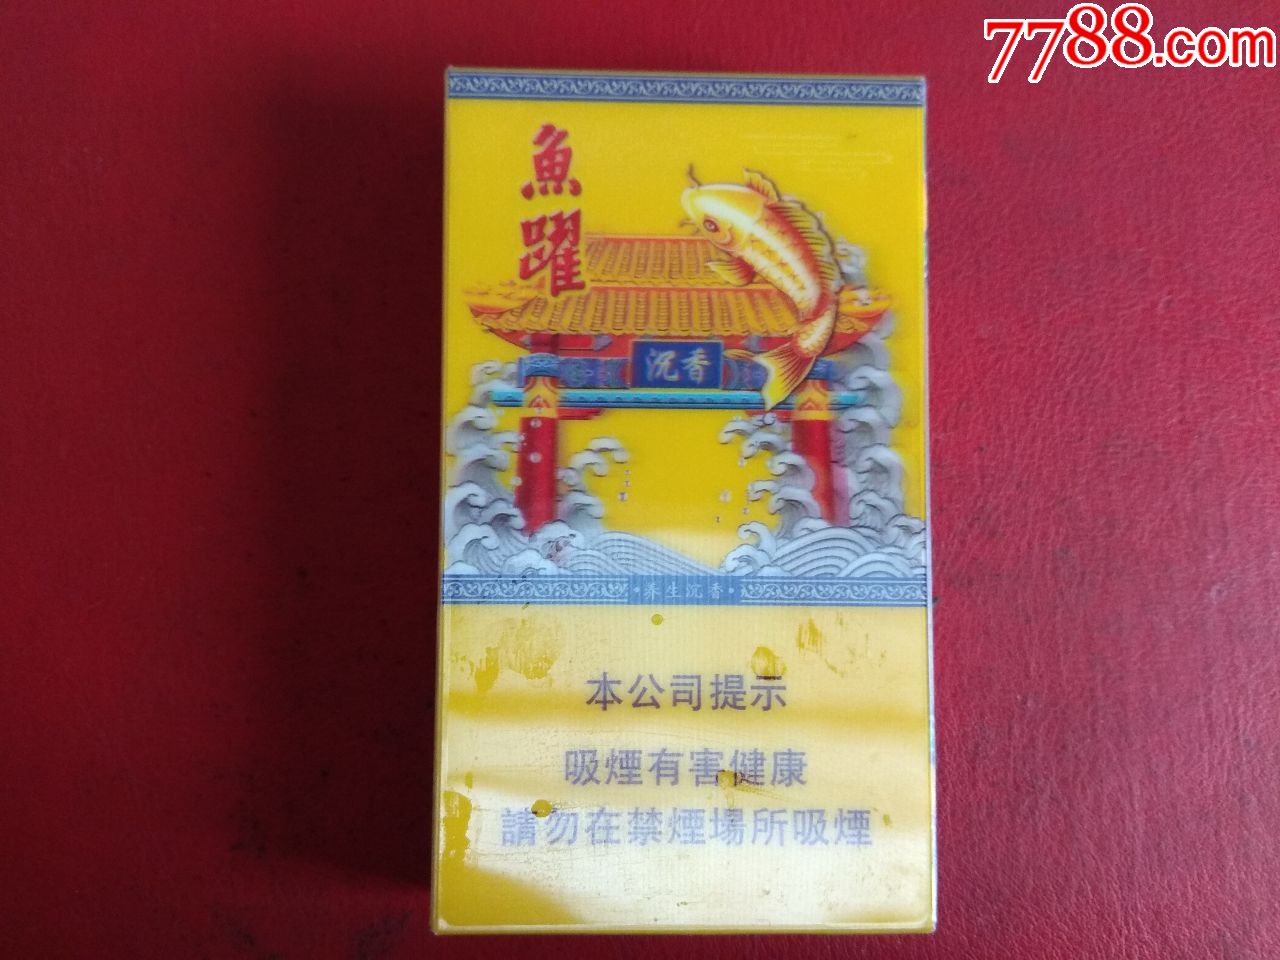 7788.com
魚躍
沉香
·养生沉香·
本公司提示
吸煙有害健康
請勿在禁煙場所吸煙